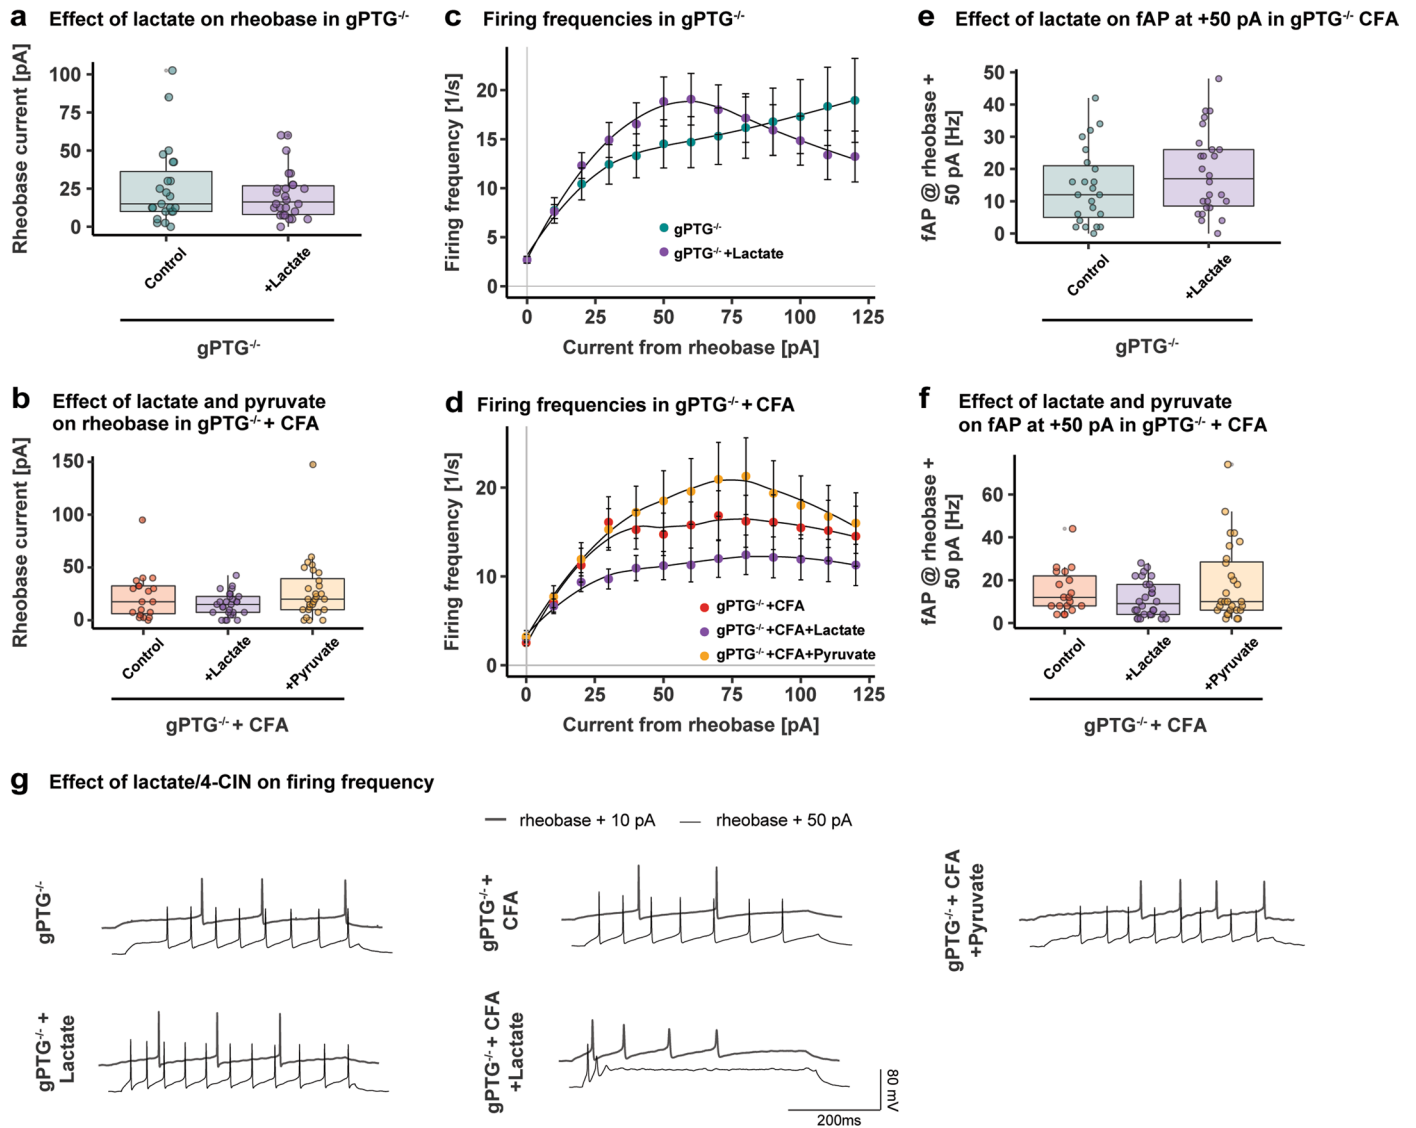 a Effect of lactate on rheobase in gPTG-/-
Rheobase current [pA]
100
75
50
25
0
Control
+Lactate
gPTG-/-
c Firing frequencies in gPTG-/-
Firing frequency [1/s]
20
15
10
5
0
gPTG-/-
gPTG-/- +Lactate
0 25 50 75 100 125
Current from rheobase [pA]
e Effect of lactate on fAP at +50 pA in gPTG-/- CFA
fAP @ rheobase +
50 pA [Hz]
50
40
30
20
10
0
Control
+Lactate
gPTG-/-
b Effect of lactate and pyruvate
on rheobase in gPTG-/- + CFA
Rheobase current [pA]
150
100
50
0
Control
+Lactate
+Pyruvate
gPTG-/- + CFA
d Firing frequencies in gPTG-/- + CFA
Firing frequency [1/s]
20
10
0
gPTG-/- +CFA
gPTG-/- +CFA+Lactate
gPTG-/- +CFA+Pyruvate
0 25 50 75 100 125
Current from rheobase [pA]
f Effect of lactate and pyruvate
on fAP at +50 pA in gPTG-/- + CFA
fAP @ rheobase +
50 pA [Hz]
60
40
20
0
Control
+Lactate
+Pyruvate
gPTG-/- + CFA
g Effect of lactate/4-CIN on firing frequency
rheobase + 10 pA rheobase + 50 pA
gPTG-/-
gPTG-/- +
CFA
gPTG-/- + CFA
+Pyruvate
gPTG-/- +
Lactate
gPTG-/- + CFA
+Lactate
80 mV
200ms